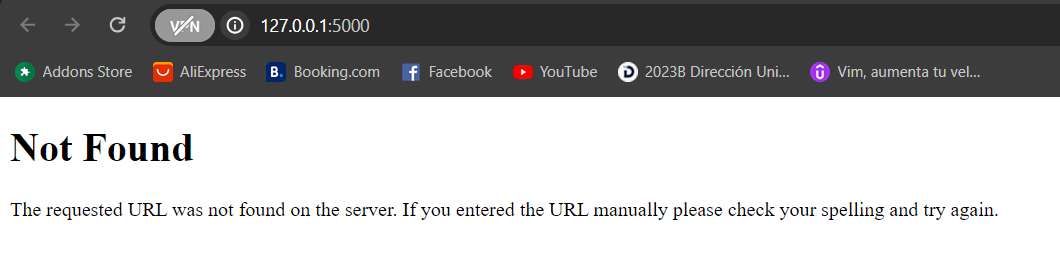 VPN 127.0.0.1:5000
Addons Store AliExpress B. Booking.com Facebook YouTube 2023B Dirección Uni... Vim, aumenta tu vel...
Not Found
The requested URL was not found on the server. If you entered the URL manually please check your spelling and try again.